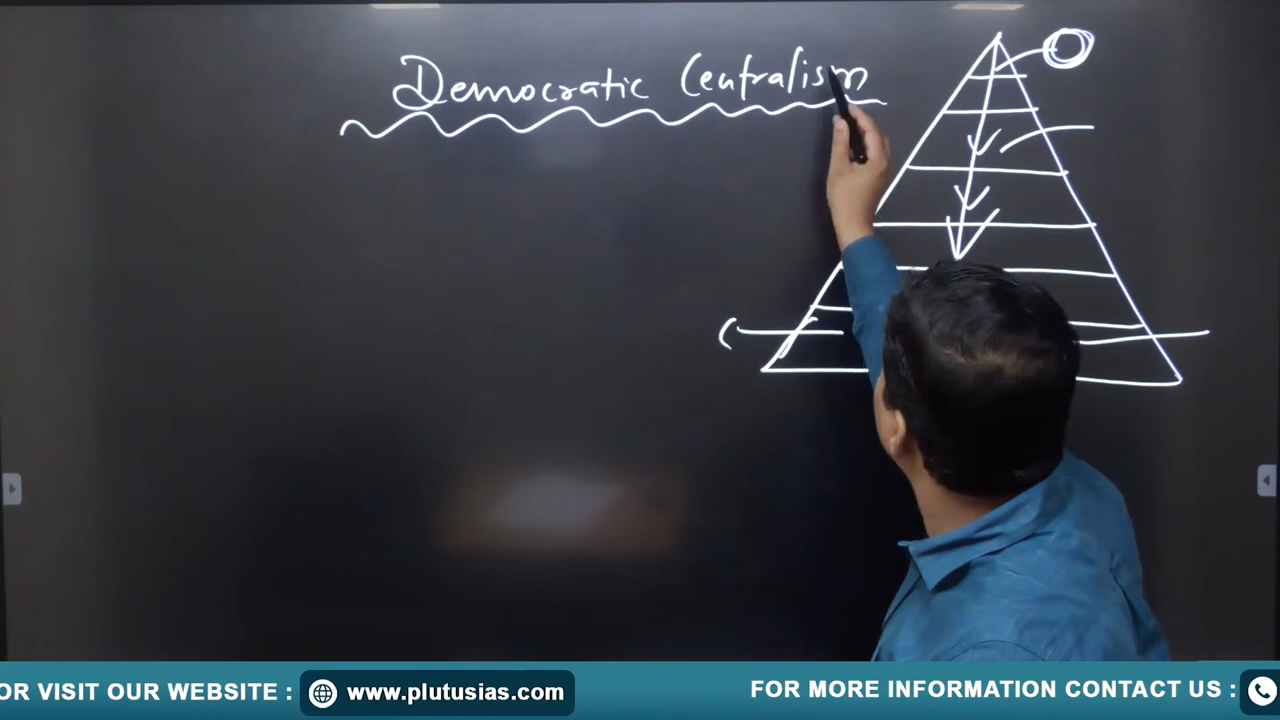 Democratic Centralism
OR VISIT OUR WEBSITE : www.plutusias.com
FOR MORE INFORMATION CONTACT US :